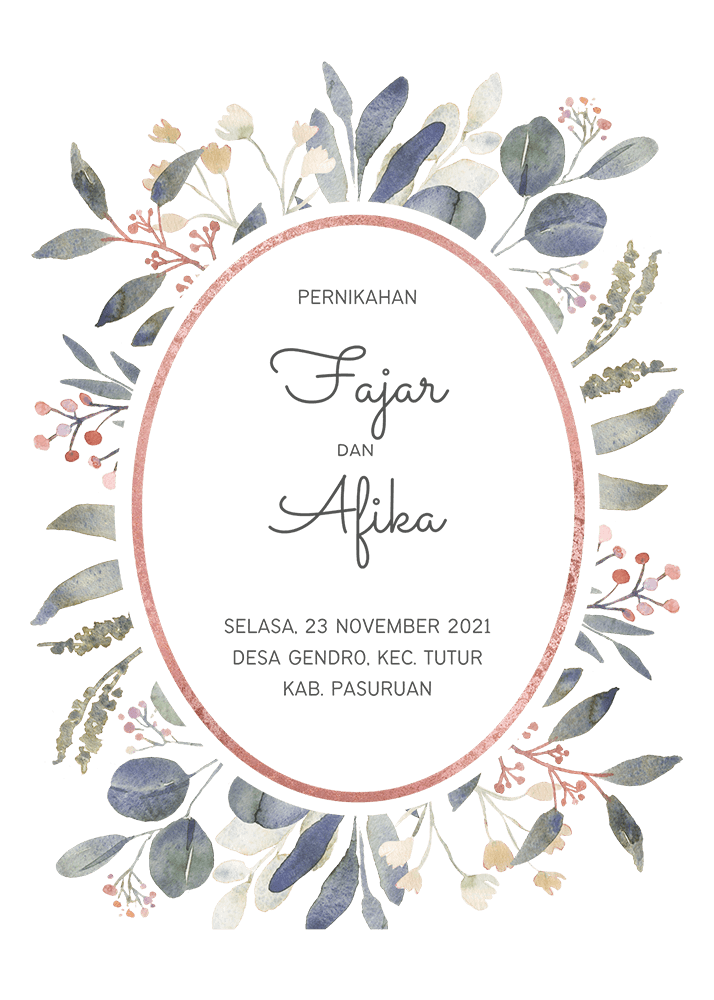 PERNIKAHAN
Fajar
DAN
Afika
SELASA, 23 NOVEMBER 2021
DESA GENDRO, KEC. TUTUR
KAB. PASURUAN